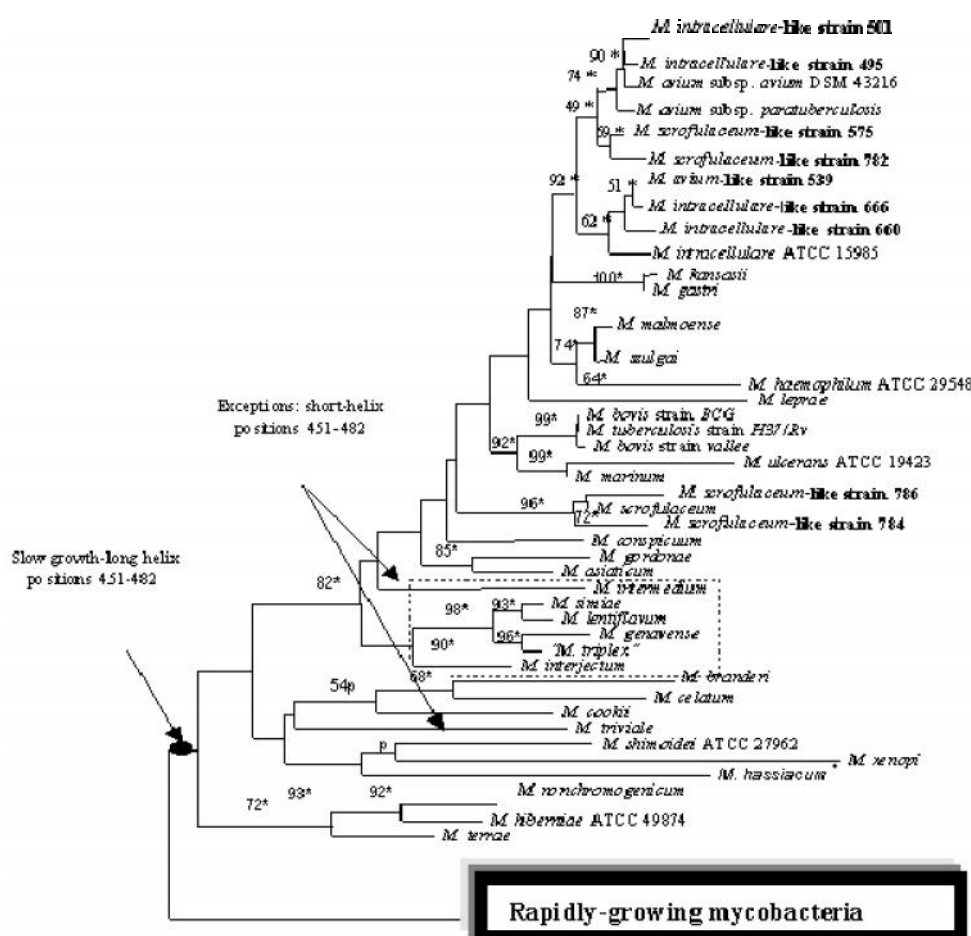 M. intracellulare-like strain 501
90 *
M. intracellulare-like strain 495
74 *
M. avium subsp. avium DSM 43216
49 *
M. avium subsp. paratuberculosis
59 *
M. scrofulaceum-like strain 575
M. scrofulaceum-like strain 782
92 *
51 *
M. avium-like strain 539
M. intracellulare-like strain 666
62 *
M. intracellulare-like strain 660
M. intracellulare ATCC 15985
100*
M. kansasii
M. gastri
87*
M. malmoense
74*
M. szulgai
64*
M. haemophilum ATCC 29548
M. leprae
Exceptions: short-helix
positions 451-482
99*
M. bovis strain BCG
M. tuberculosis strain H37/Rv
92*
M. bovis strain vallee
99*
M. ulcerans ATCC 19423
M. marinum
96*
M. scrofulaceum-like strain 786
M. scrofulaceum
72*
M. scrofulaceum-like strain 784
M. conspicuum
85*
M. gordonae
M. asiaticum
Slow growth-long helix
positions 451-482
82*
M. intermedium
98*
93*
M. simiae
M. lentiflavum
90*
96*
M. genavense
"M. triplex"
M. interjectum
68*
M. branderi
54p
M. celatum
M. cookii
M. triviale
p
M. shimoidei ATCC 27962
M. xenopi
M. hassiacum *
72*
93*
92*
M. nonchromogenicum
M. hiberniae ATCC 49874
M. terrae
Rapidly-growing mycobacteria